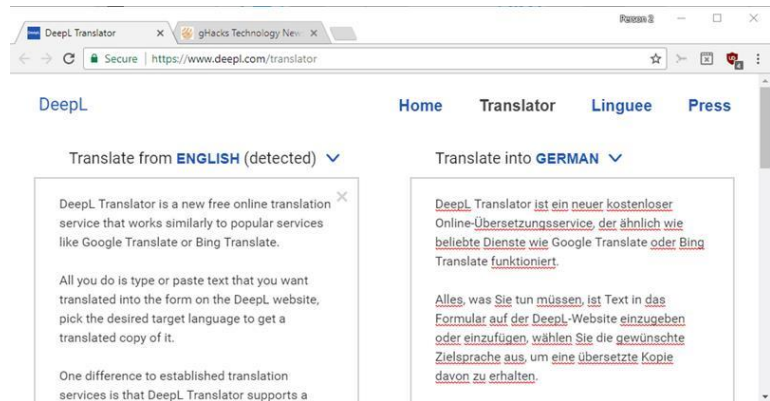 Person 2
DeepL Translator
gHacks Technology New
Secure
https://www.deepl.com/translator
4
DeepL
Home
Translator
Linguee
Press
Translate from ENGLISH (detected)
Translate into GERMAN
DeepL Translator is a new free online translation
service that works similarly to popular services
like Google Translate or Bing Translate.
All you do is type or paste text that you want
translated into the form on the DeepL website,
pick the desired target language to get a
translated copy of it.
One difference to established translation
services is that DeepL Translator supports a
DeepL Translator ist ein neuer kostenloser
Online-Übersetzungsservice, der ähnlich wie
beliebte Dienste wie Google Translate oder Bing
Translate funktioniert.
Alles, was Sie tun müssen, ist Text in das
Formular auf der DeepL-Website einzugeben
oder einzufügen, wählen Sie die gewünschte
Zielsprache aus, um eine übersetzte Kopie
davon zu erhalten.